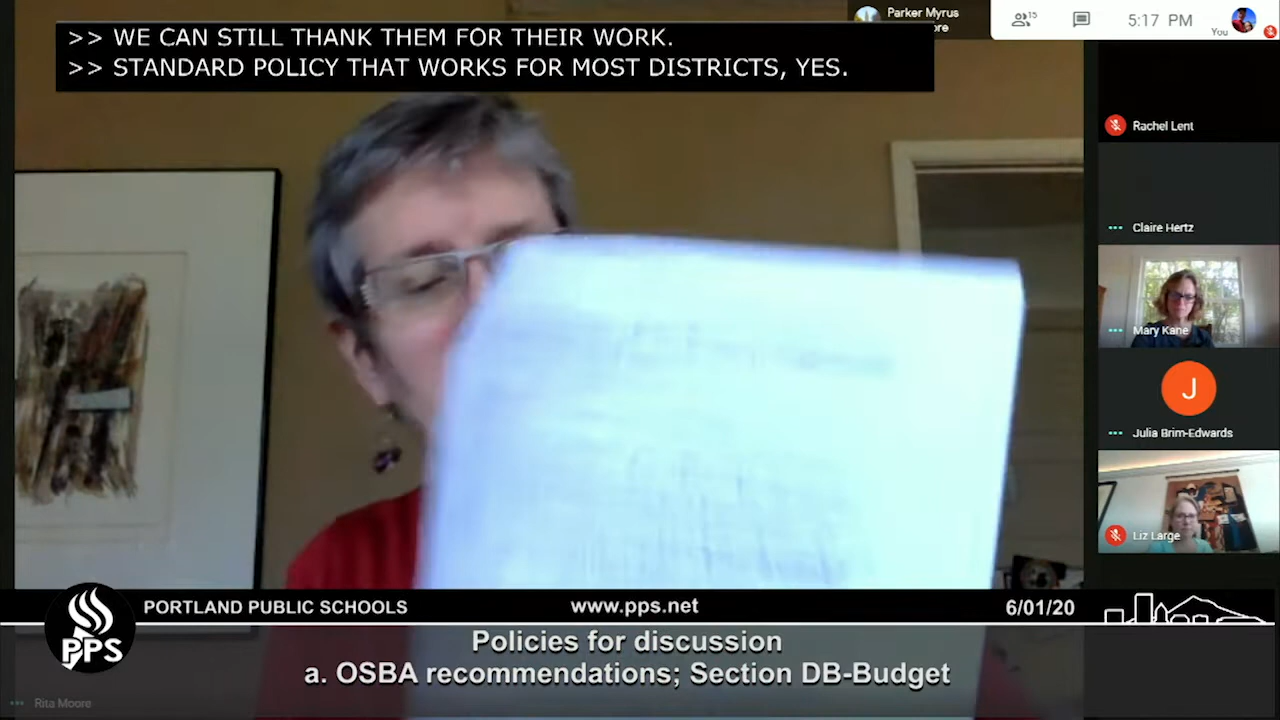 >> WE CAN STILL THANK THEM FOR THEIR WORK.
>> STANDARD POLICY THAT WORKS FOR MOST DISTRICTS, YES.
Parker Myrus
ore
15
5:17 PM
You
Rachel Lent
Claire Hertz
Mary Kane
J
Julia Brim-Edwards
Liz Large
PPS
PORTLAND PUBLIC SCHOOLS
www.pps.net
6/01/20
Policies for discussion
a. OSBA recommendations; Section DB-Budget
Rita Moore